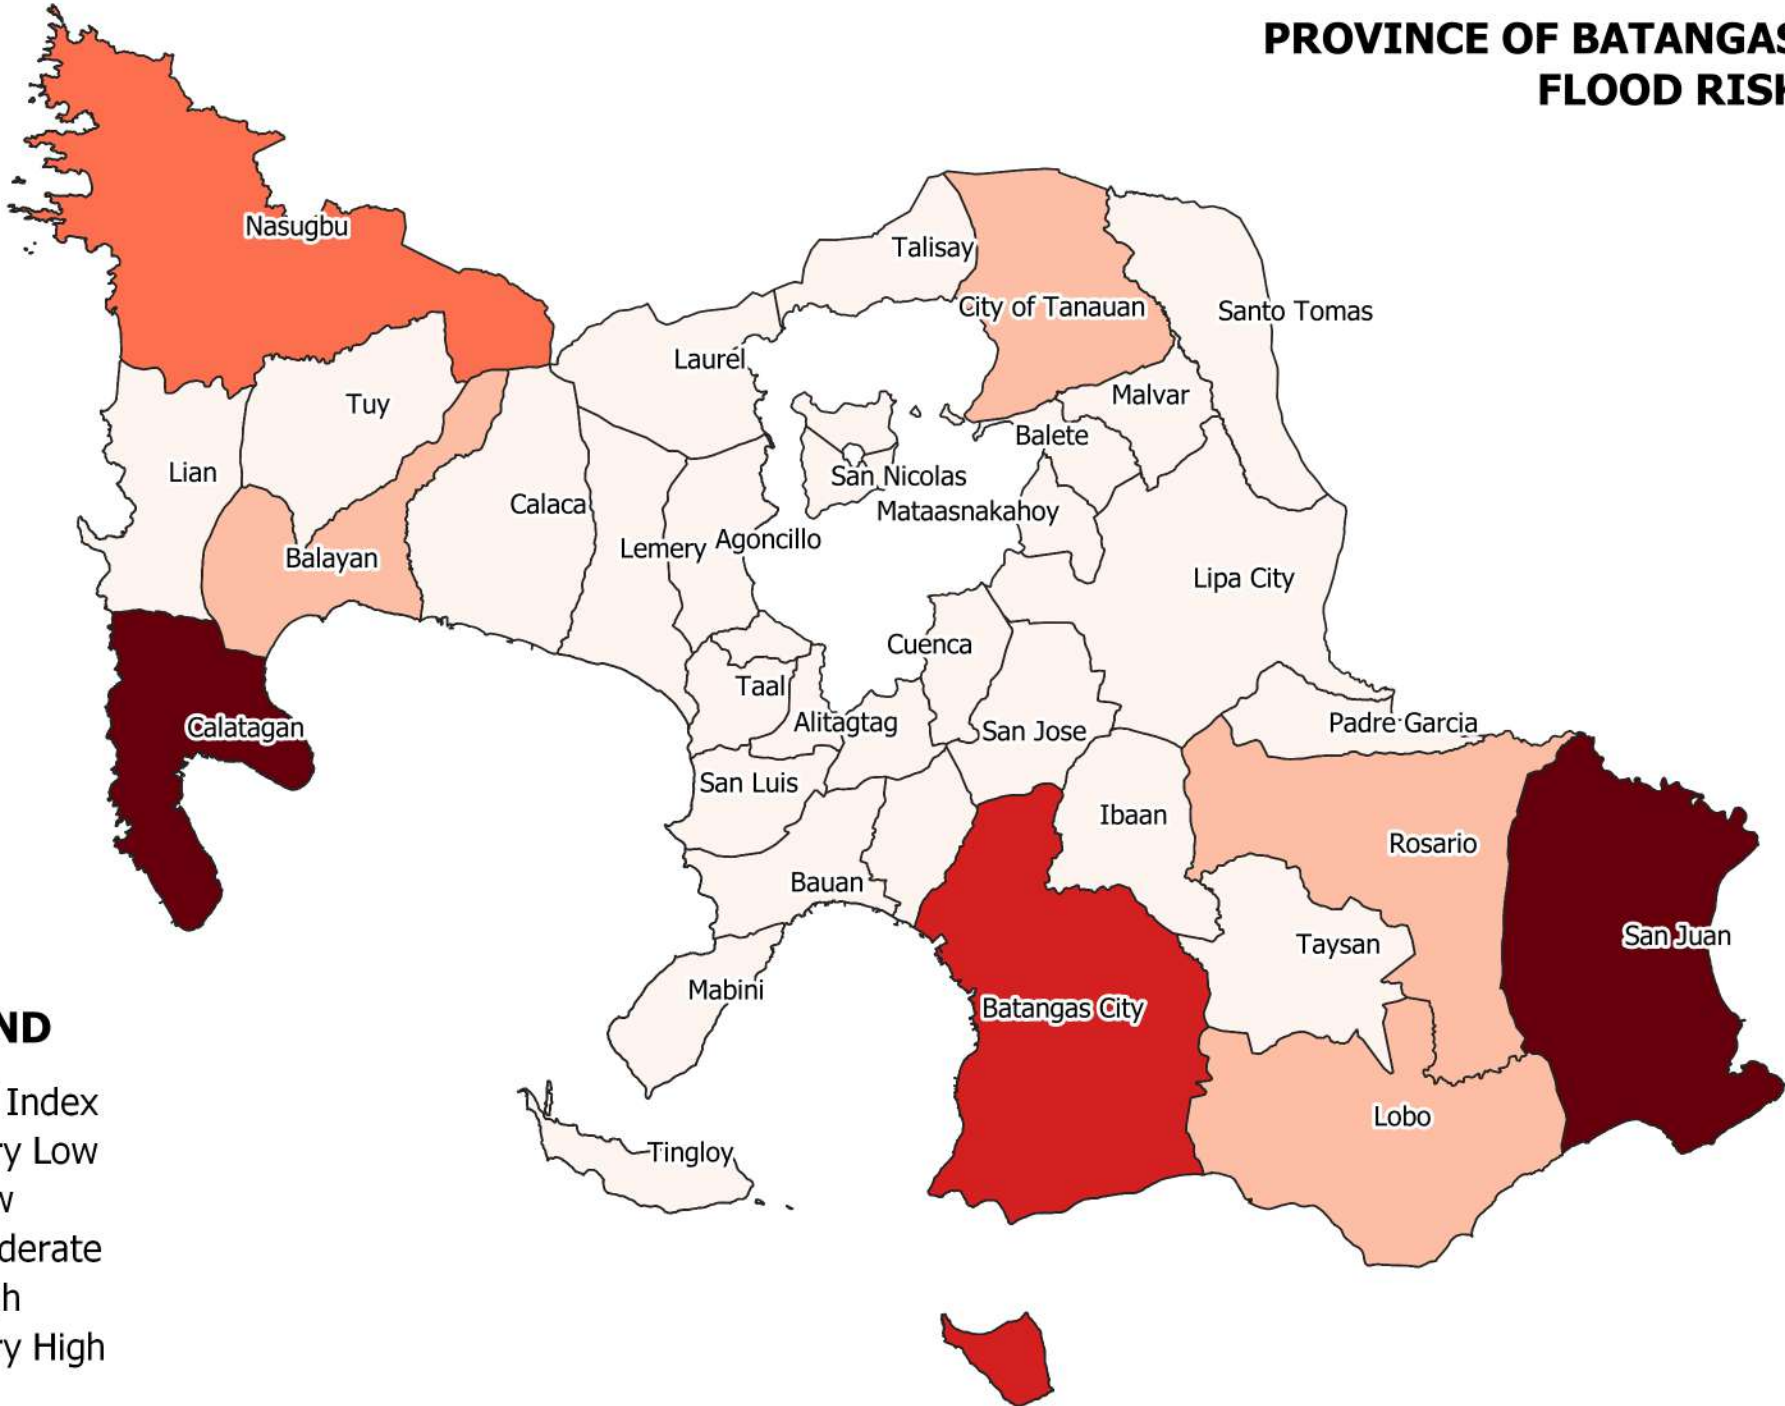 PROVINCE OF BATANGAS
FLOOD RISK
Nasugbu
Talisay
City of Tanauan
Santo Tomas
Laurel
Tuy
Malvar
Balete
Lian
San Nicolas
Calaca
Mataasnakahoy
Agoncillo
Lemery
Balayan
Lipa City
Cuenca
Taal
Alitagtag
Padre Garcia
Calatagan
San Jose
San Luis
Ibaan
Rosario
Bauan
San Juan
Taysan
Mabini
Batangas City
Lobo
Tingloy
ND
Index
ry Low
w
derate
h
ry High